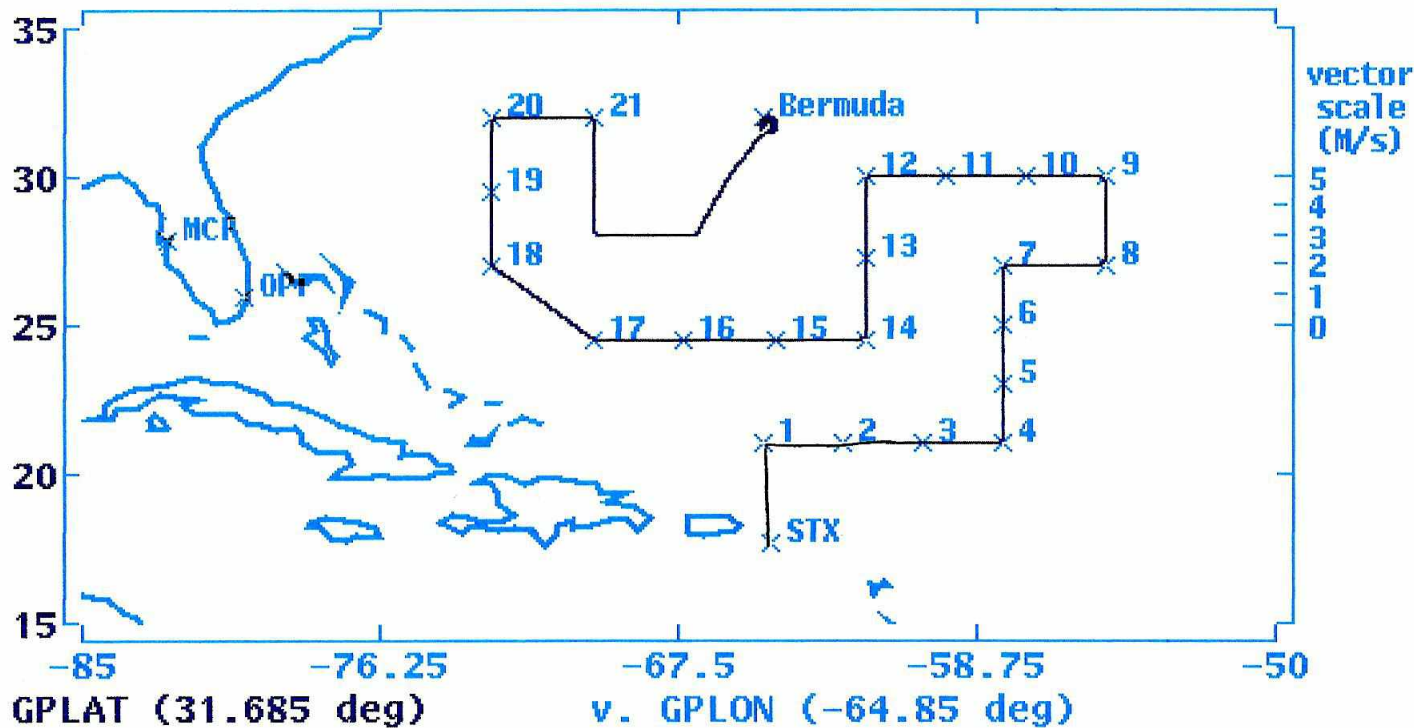 35
vector
scale
(M/s)
20 21 Bermuda
30
12 11 10 9
5
19
4
MCF
3
13
18 7 8
2
OPF
1
25
6
0
17 16 15 14
5
1 2 3 4
20
STX
15
-85 -76.25 -67.5 -58.75 -50
GPLAT (31.685 deg) v. GPLON (-64.85 deg)